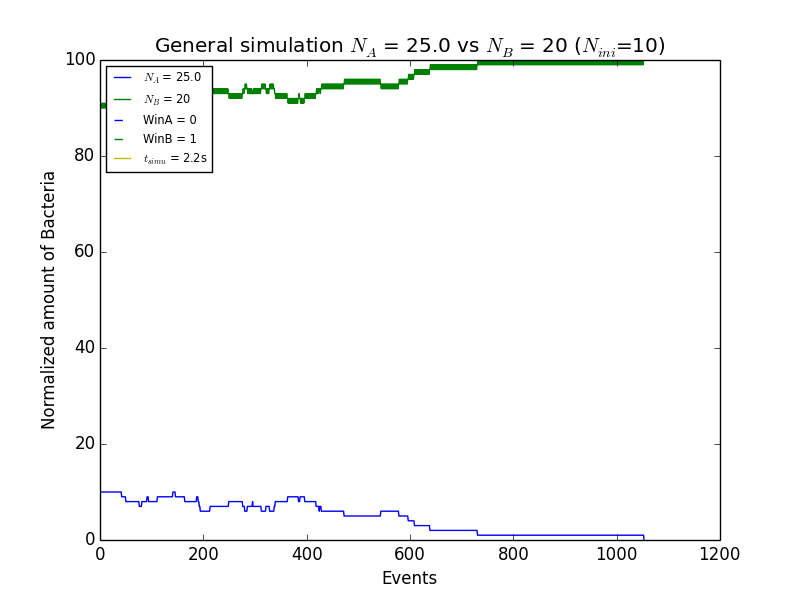 General simulation N_A = 25.0 vs N_B = 20 (N_ini=10)
100
80
60
40
20
0
Normalized amount of Bacteria
N_A = 25.0
N_B = 20
WinA = 0
WinB = 1
t_simu = 2.2s
0 200 400 600 800 1000 1200
Events